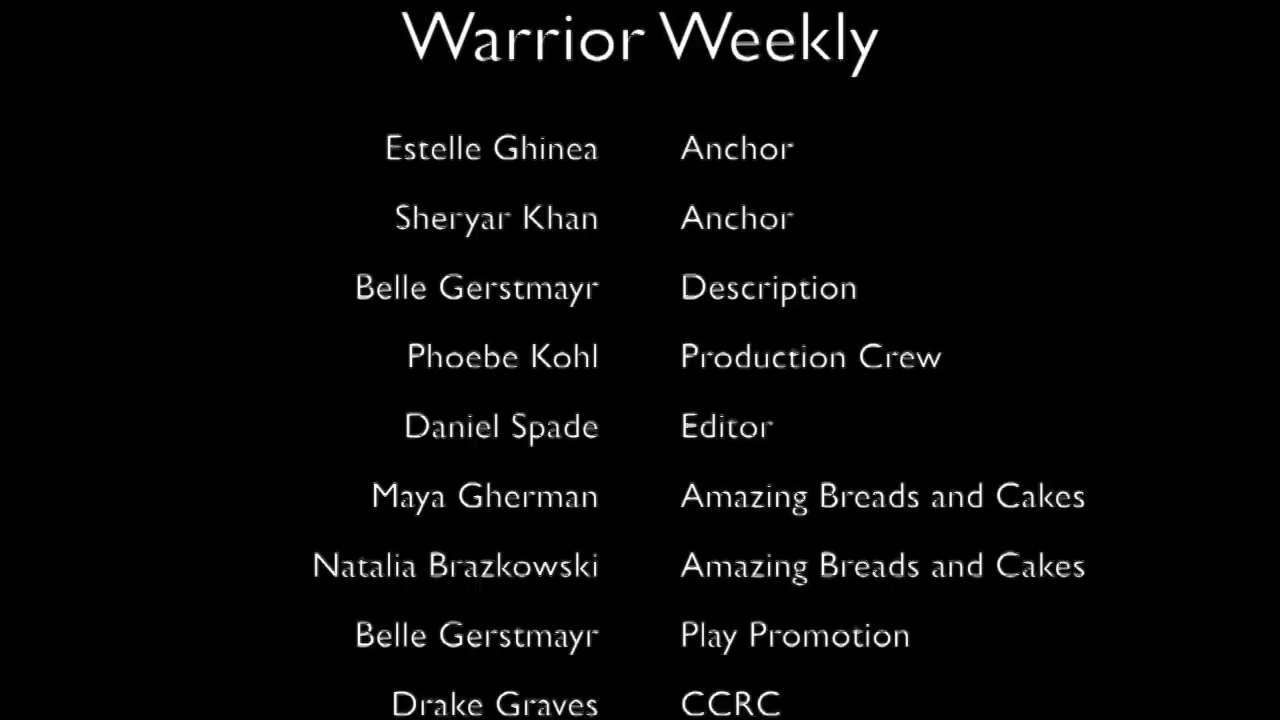 Warrior Weekly
Estelle Ghinea Anchor
Sheryar Khan Anchor
Belle Gerstmayr Description
Phoebe Kohl Production Crew
Daniel Spade Editor
Maya Gherman Amazing Breads and Cakes
Natalia Brazkowski Amazing Breads and Cakes
Belle Gerstmayr Play Promotion
Drake Graves CCRC